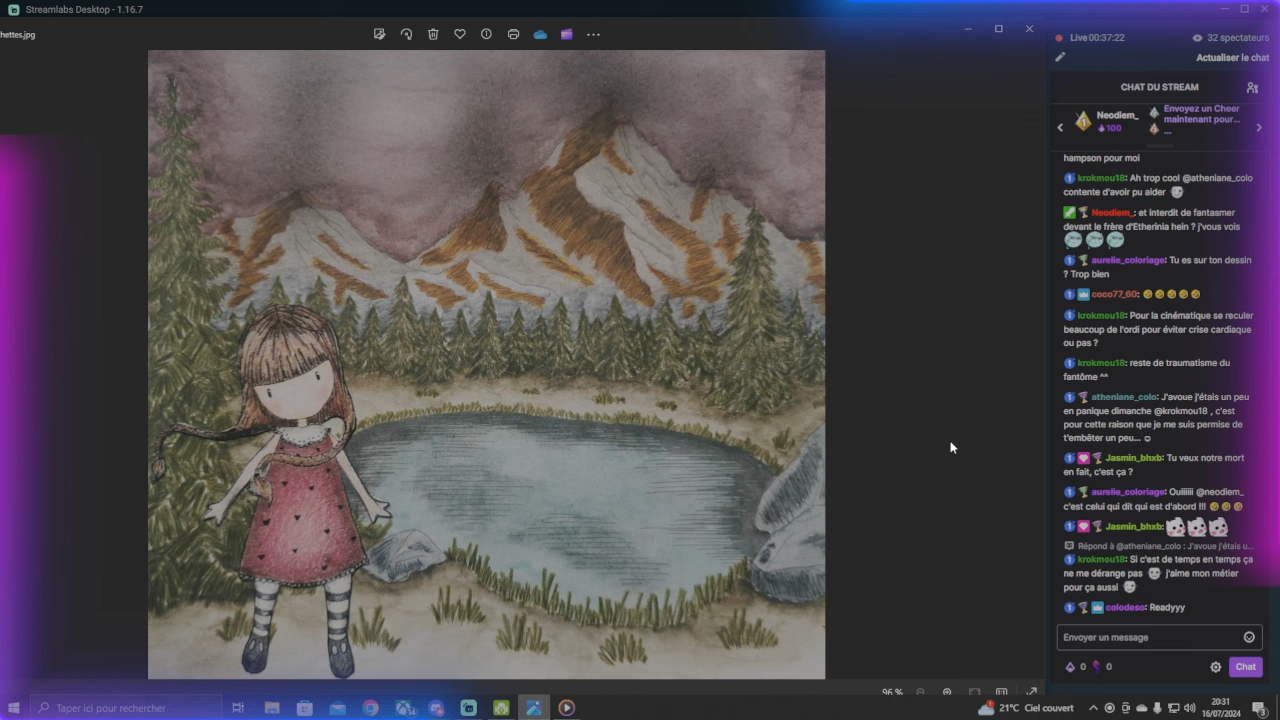 Streamlabs Desktop - 1.16.7
hettes.jpg
Live 00:37:22
32 spectateurs
Actualiser le chat
CHAT DU STREAM
1
Neodiem_
100
Envoyez un Cheer
maintenant pour...
...
hampson pour moi
krokmou18: Ah trop cool @atheniane_colo
contente d'avoir pu aider
Neodiem_: et interdit de fantasmer
devant le frère d'Etherinia hein ? j'vous vois
aurelie_coloriage: Tu es sur ton dessin
? Trop bien
coco77_60:
krokmou18: Pour la cinématique se reculer
beaucoup de l'ordi pour éviter crise cardiaque
ou pas ?
krokmou18: reste de traumatisme du
fantôme ^^
atheniane_colo: J'avoue j'étais un peu
en panique dimanche @krokmou18 , c'est
pour cette raison que je me suis permise de
t'embêter un peu... ☺
Jasmin_bhxb: Tu veux notre mort
en fait, c'est ça ?
aurelie_coloriage: Ouiiiiii @neodiem_
c'est celui qui dit qui est d'abord !!!
Jasmin_bhxb:
Répond à @atheniane_colo : J'avoue j'étais u...
krokmou18: Si c'est de temps en temps ça
ne me dérange pas j'aime mon métier
pour ça aussi
colodeso: Readyyy
Envoyer un message
0 0
Chat
96 %
Taper ici pour rechercher
14
21°C Ciel couvert
20:31
16/07/2024
3